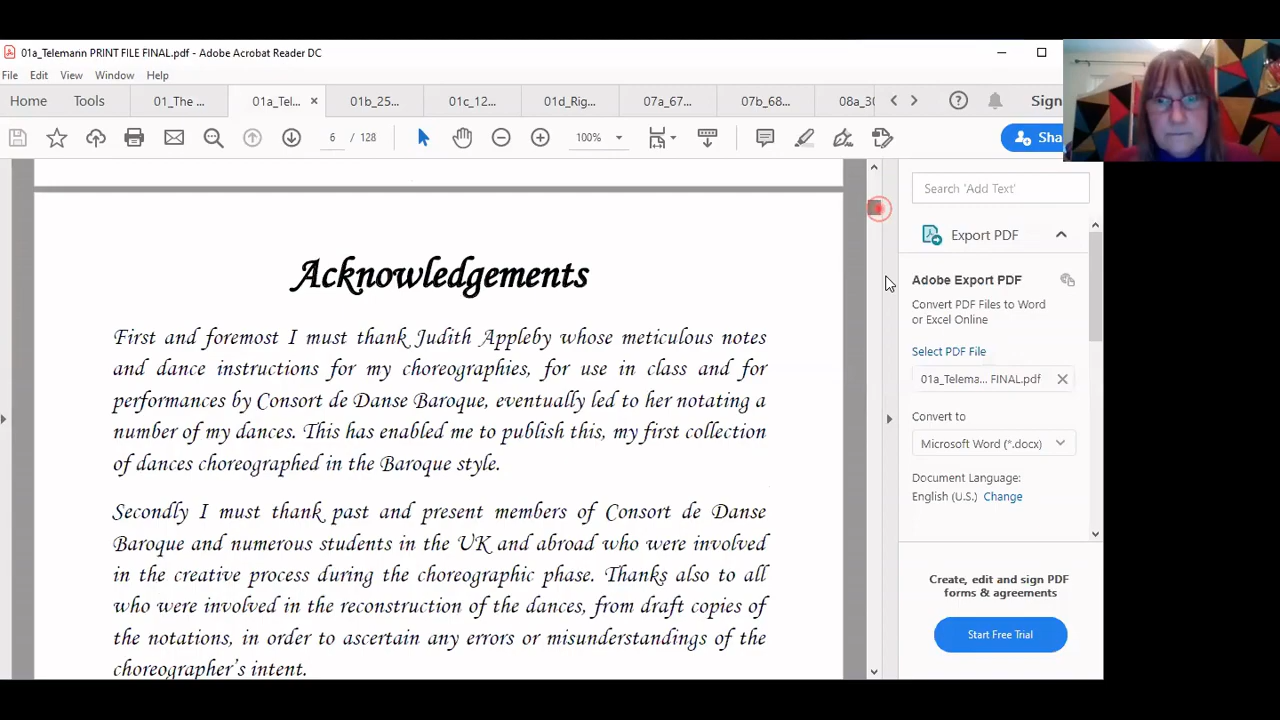 01a_Telemann PRINT FILE FINAL.pdf - Adobe Acrobat Reader DC
File Edit View Window Help
Home Tools 01_The ... 01a_Tel... 01b_25... 01c_12... 01d_Rig... 07a_67... 07b_68... 08a_30 Sign
6 / 128 100% Sha
Search 'Add Text'
Export PDF
Adobe Export PDF
Convert PDF Files to Word
or Excel Online
Select PDF File
01a_Telema... FINAL.pdf
Convert to
Microsoft Word (*.docx)
Document Language:
English (U.S.) Change
Create, edit and sign PDF
forms & agreements
Start Free Trial
Acknowledgements
First and foremost I must thank Judith Appleby whose meticulous notes
and dance instructions for my choreographies, for use in class and for
performances by Consort de Danse Baroque, eventually led to her notating a
number of my dances. This has enabled me to publish this, my first collection
of dances choreographed in the Baroque style.
Secondly I must thank past and present members of Consort de Danse
Baroque and numerous students in the UK and abroad who were involved
in the creative process during the choreographic phase. Thanks also to all
who were involved in the reconstruction of the dances, from draft copies of
the notations, in order to ascertain any errors or misunderstandings of the
choreographer's intent.